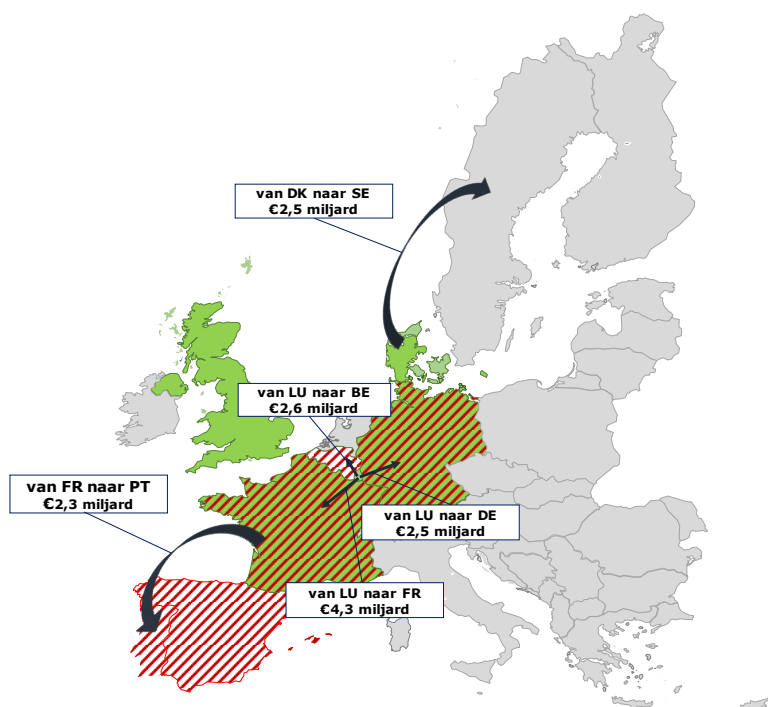 van DK naar SE
€2,5 miljard
van LU naar BE
€2,6 miljard
van FR naar PT
€2,3 miljard
van LU naar DE
€2,5 miljard
van LU naar FR
€4,3 miljard